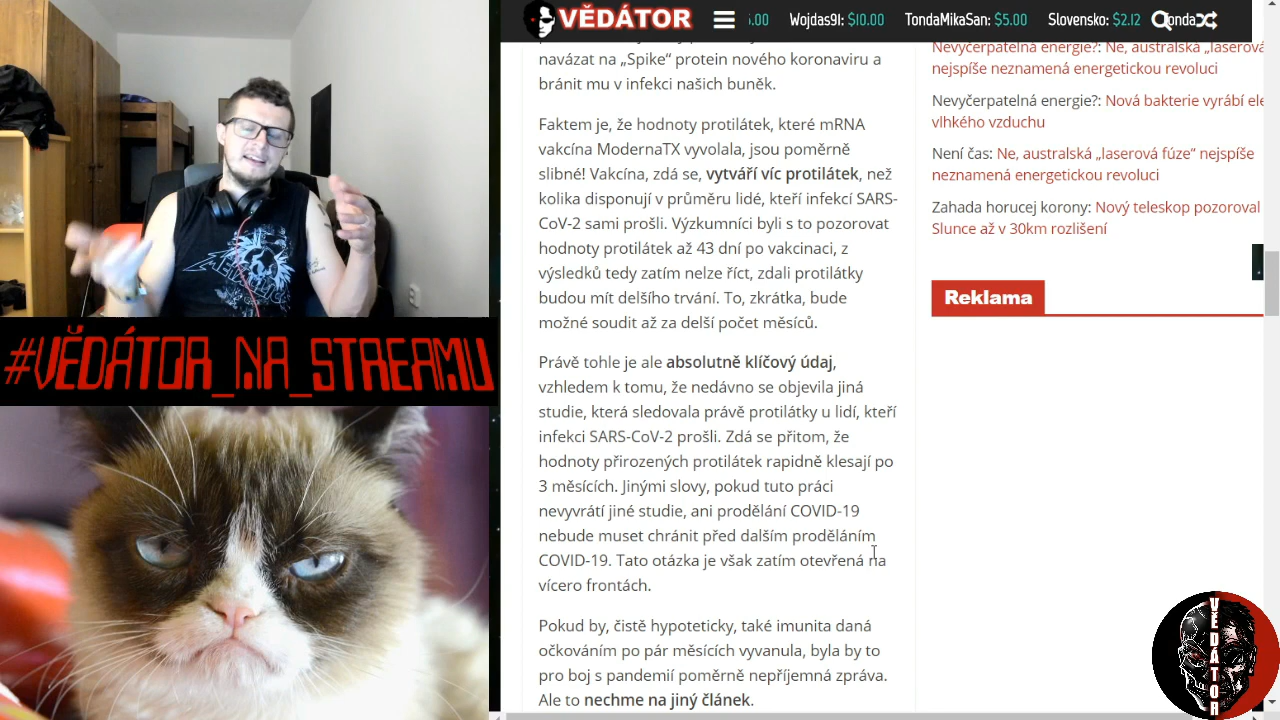 VĚDÁTOR
5.00 Wojdas9I: $10.00 TondaMikaSan: $5.00 Slovensko: $2.12 Tonda
navázat na „Spike“ protein nového koronaviru a
bránit mu v infekci našich buněk.
Faktem je, že hodnoty protilátek, které mRNA
vakcína ModernaTX vyvolala, jsou poměrně
slibné! Vakcína, zdá se, vytváří víc protilátek, než
kolika disponují v průměru lidé, kteří infekcí SARS-
CoV-2 sami prošli. Výzkumníci byli s to pozorovat
hodnoty protilátek až 43 dní po vakcinaci, z
výsledků tedy zatím nelze říct, zdali protilátky
budou mít delšího trvání. To, zkrátka, bude
možné soudit až za delší počet měsíců.
Právě tohle je ale absolutně klíčový údaj,
vzhledem k tomu, že nedávno se objevila jiná
studie, která sledovala právě protilátky u lidí, kteří
infekci SARS-CoV-2 prošli. Zdá se přitom, že
hodnoty přirozených protilátek rapidně klesají po
3 měsících. Jinými slovy, pokud tuto práci
nevyvrátí jiné studie, ani prodělání COVID-19
nebude muset chránit před dalším proděláním
COVID-19. Tato otázka je však zatím otevřená na
vícero frontách.
Pokud by, čistě hypoteticky, také imunita daná
očkováním po pár měsících vyvanula, byla by to
pro boj s pandemií poměrně nepříjemná zpráva.
Ale to nechme na jiný článek.
Nevyčerpatelná energie?: Ne, australská „laserová
nejspíše neznamená energetickou revoluci
Nevyčerpatelná energie?: Nová bakterie vyrábí ele
vlhkého vzduchu
Není čas: Ne, australská „laserová fúze“ nejspíše
neznamená energetickou revoluci
Zahada horucej korony: Nový teleskop pozoroval
Slunce až v 30km rozlišení
Reklama
#VĚDÁTOR_NA_STREAMU
VĚDÁTOR